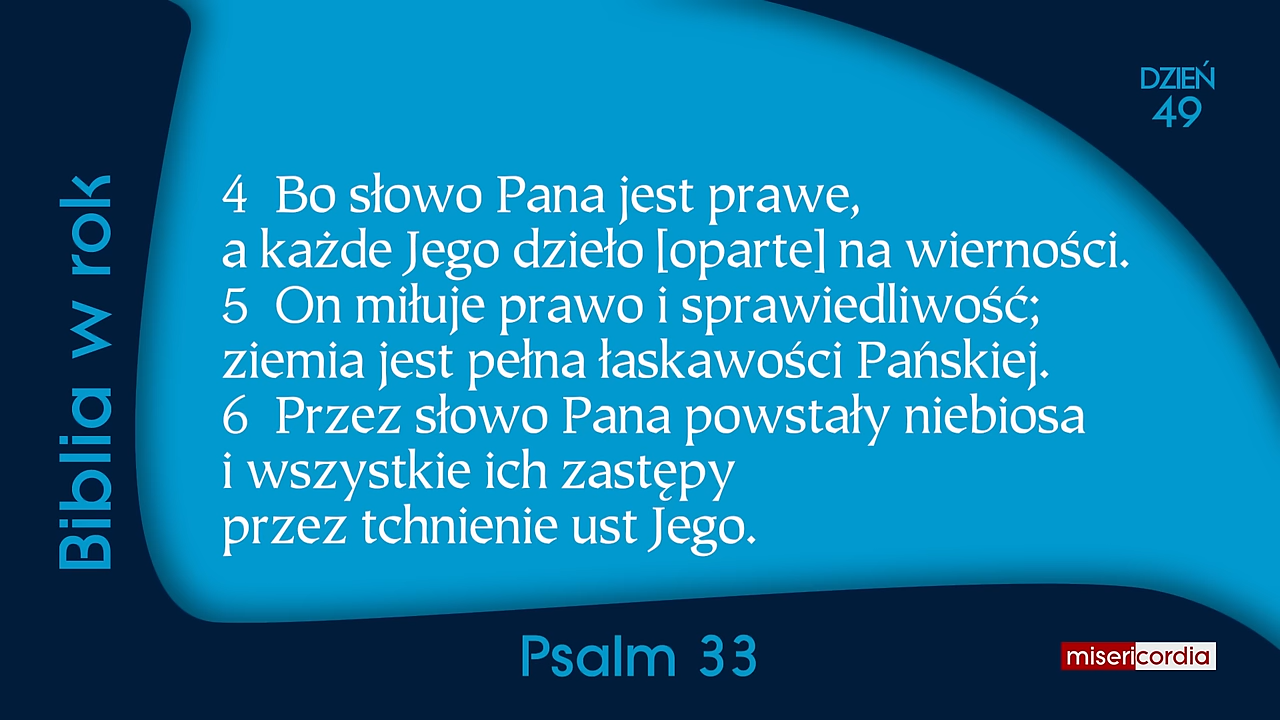 DZIEŃ
49
Biblia w rok
4 Bo słowo Pana jest prawe,
a każde Jego dzieło [oparte] na wierności.
5 On miłuje prawo i sprawiedliwość;
ziemia jest pełna łaskawości Pańskiej.
6 Przez słowo Pana powstały niebiosa
i wszystkie ich zastępy
przez tchnienie ust Jego.
Psalm 33
misericordia